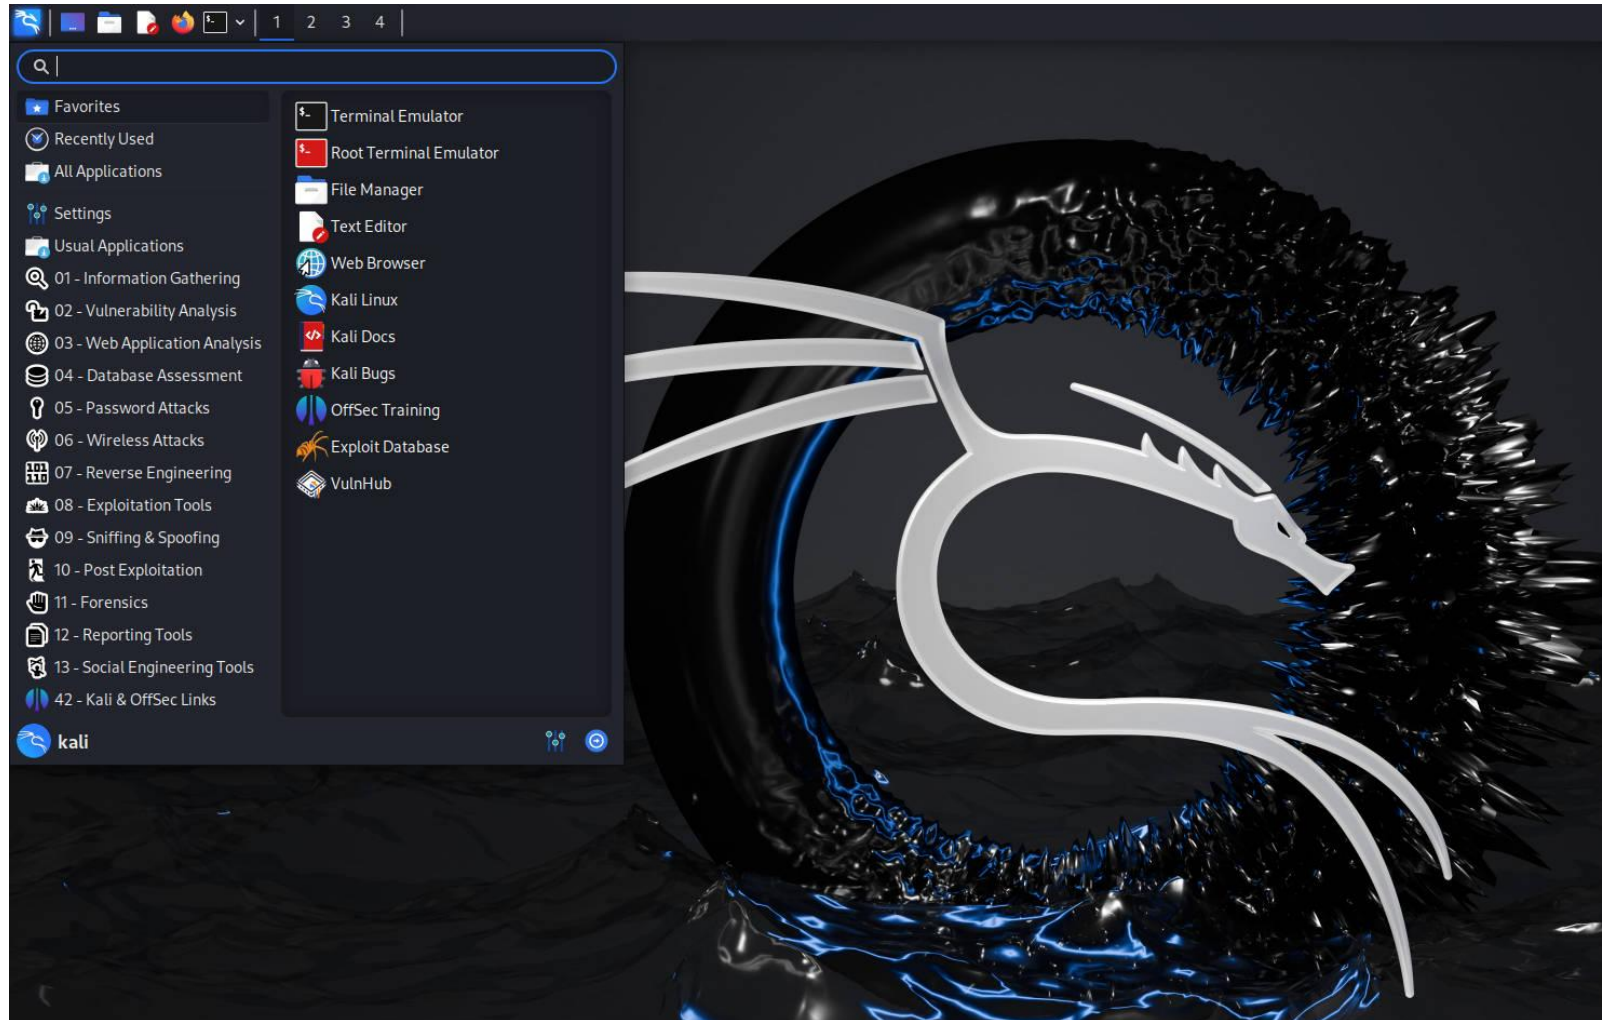 1 2 3 4
Favorites
Recently Used
All Applications
Settings
Usual Applications
01 - Information Gathering
02 - Vulnerability Analysis
03 - Web Application Analysis
04 - Database Assessment
05 - Password Attacks
06 - Wireless Attacks
07 - Reverse Engineering
08 - Exploitation Tools
09 - Sniffing & Spoofing
10 - Post Exploitation
11 - Forensics
12 - Reporting Tools
13 - Social Engineering Tools
42 - Kali & OffSec Links
Terminal Emulator
Root Terminal Emulator
File Manager
Text Editor
Web Browser
Kali Linux
Kali Docs
Kali Bugs
OffSec Training
Exploit Database
VulnHub
kali